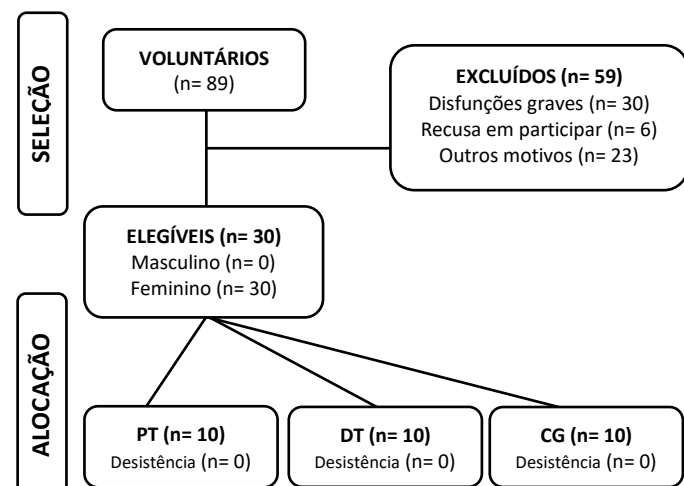 SELEÇÃO
VOLUNTÁRIOS
(n= 89)
EXCLUÍDOS (n= 59)
Disfunções graves (n= 30)
Recusa em participar (n= 6)
Outros motivos (n= 23)
ELEGÍVEIS (n= 30)
Masculino (n= 0)
Feminino (n= 30)
ALOCAÇÃO
PT (n= 10)
Desistência (n= 0)
DT (n= 10)
Desistência (n= 0)
CG (n= 10)
Desistência (n= 0)